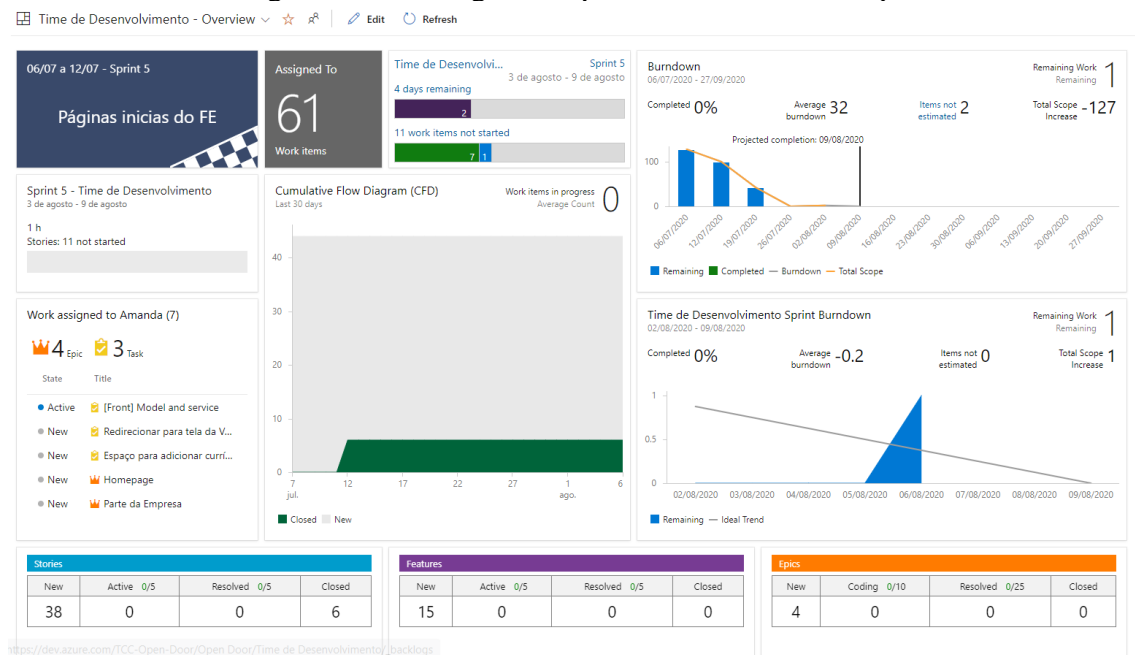 Time de Desenvolvimento - Overview
Edit
Refresh
06/07 a 12/07 - Sprint 5
Páginas inicias do FE
Assigned To
61
Work items
Time de Desenvolvi...
Sprint 5
3 de agosto - 9 de agosto
4 days remaining
2
11 work items not started
7 1
Burndown
06/07/2020 - 27/09/2020
Remaining Work
Remaining
1
Completed 0%
Average burndown 32
Items not estimated 2
Total Scope Increase -127
Projected completion: 09/08/2020
100
0
06/07/2020 12/07/2020 19/07/2020 26/07/2020 02/08/2020 09/08/2020 16/08/2020 23/08/2020 30/08/2020 06/09/2020 13/09/2020 20/09/2020 27/09/2020
Remaining Completed Burndown Total Scope
Sprint 5 - Time de Desenvolvimento
3 de agosto - 9 de agosto
1 h
Stories: 11 not started
Cumulative Flow Diagram (CFD)
Last 30 days
Work items in progress
Average Count
0
40
30
20
10
0
7 12 17 22 27 1 6
jul. ago.
Closed New
Work assigned to Amanda (7)
4 Epic 3 Task
State Title
Active [Front] Model and service
New Redirecionar para tela da V...
New Espaço para adicionar currí...
New Homepage
New Parte da Empresa
Time de Desenvolvimento Sprint Burndown
02/08/2020 - 09/08/2020
Remaining Work
Remaining
1
Completed 0%
Average burndown -0.2
Items not estimated 0
Total Scope Increase 1
1
0.5
0
02/08/2020 03/08/2020 04/08/2020 05/08/2020 06/08/2020 07/08/2020 08/08/2020 09/08/2020
Remaining Ideal Trend
Stories
New Active 0/5 Resolved 0/5 Closed
38 0 0 6
Features
New Active 0/5 Resolved 0/5 Closed
15 0 0 0
Epics
New Coding 0/10 Resolved 0/25 Closed
4 0 0 0
https://dev.azure.com/TCC-Open-Door/Open Door/Time de Desenvolvimento/_backlogs